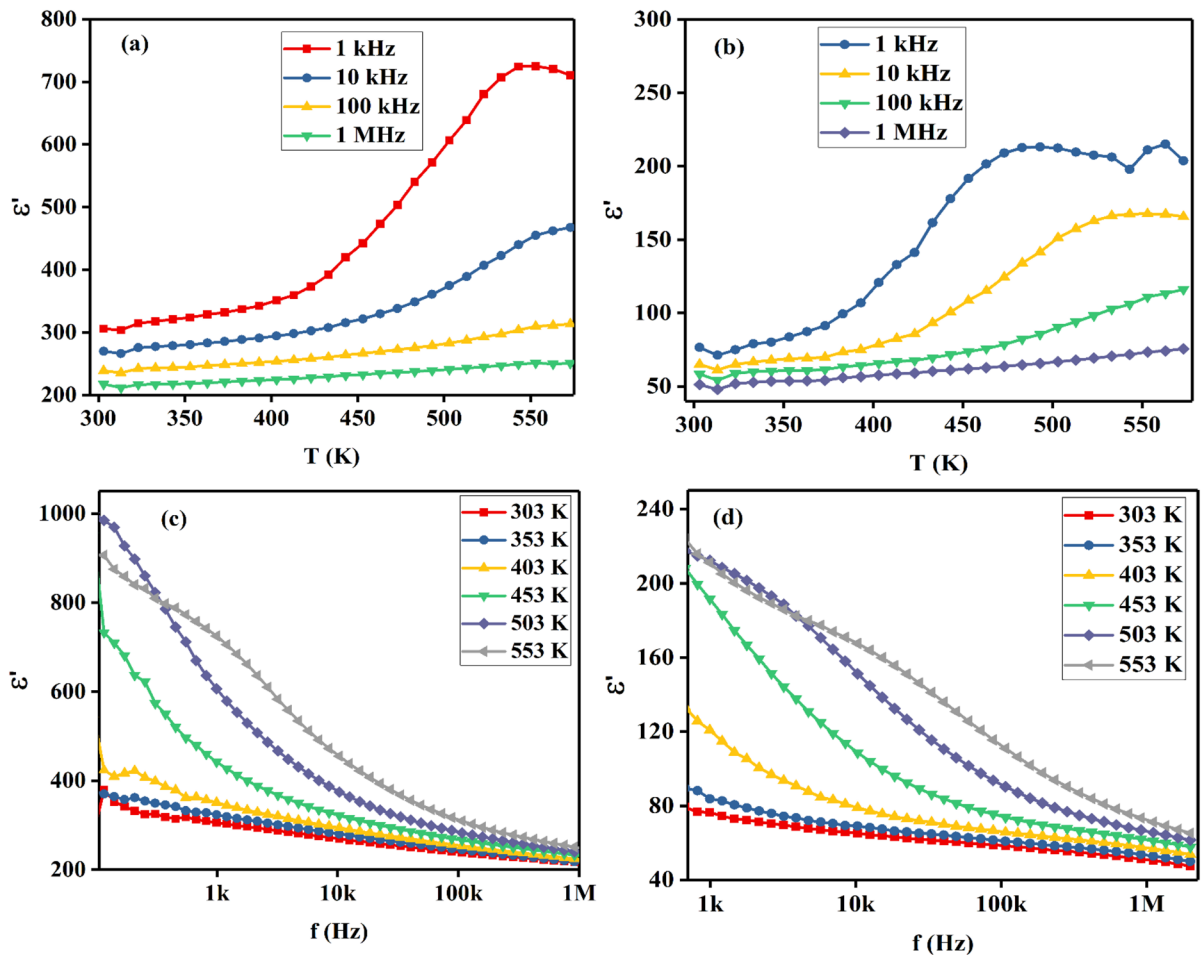 (a)
1 kHz
10 kHz
100 kHz
1 MHz
800
700
600
500
400
300
200
ε'
300
350
400
450
500
550
T (K)
(b)
1 kHz
10 kHz
100 kHz
1 MHz
300
250
200
150
100
50
ε'
300
350
400
450
500
550
T (K)
(c)
303 K
353 K
403 K
453 K
503 K
553 K
1000
800
600
400
200
ε'
1k
10k
100k
1M
f (Hz)
(d)
303 K
353 K
403 K
453 K
503 K
553 K
240
200
160
120
80
40
ε'
1k
10k
100k
1M
f (Hz)